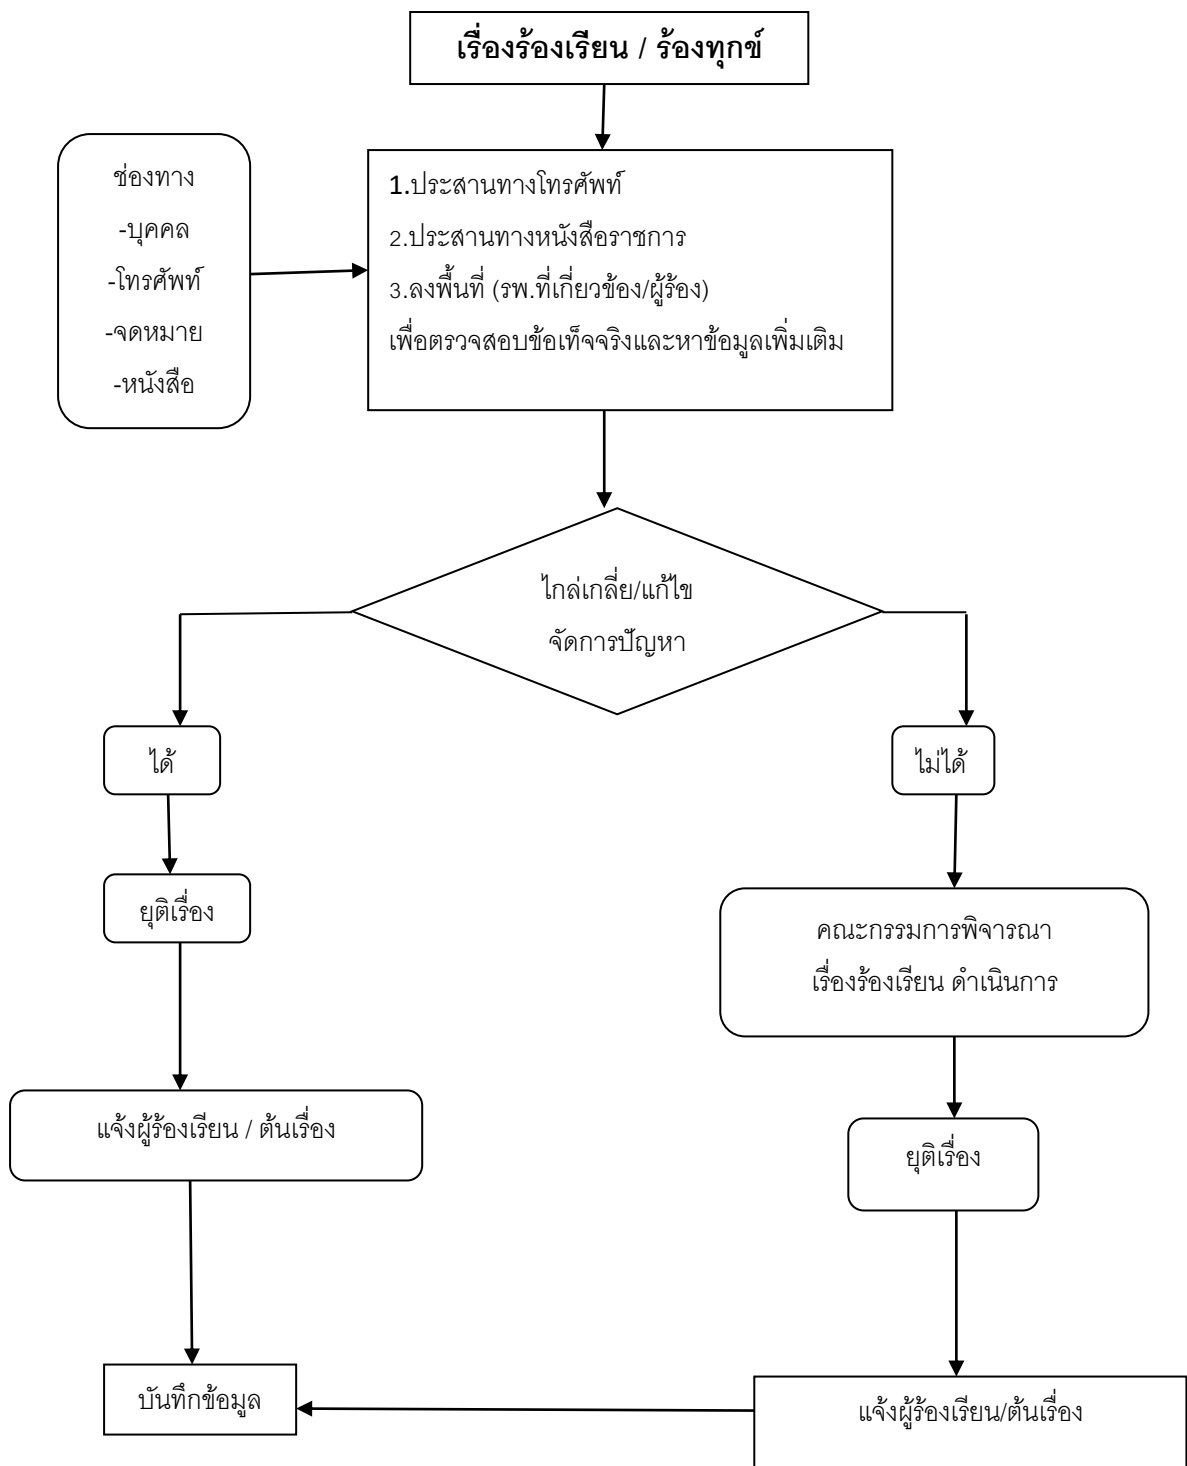 เรื่องร้องเรียน / ร้องทุกข์
ช่องทาง
-บุคคล
-โทรศัพท์
-จดหมาย
-หนังสือ
1.ประสานทางโทรศัพท์
2.ประสานทางหนังสือราชการ
3.ลงพื้นที่ (รพ.ที่เกี่ยวข้อง/ผู้ร้อง)
เพื่อตรวจสอบข้อเท็จจริงและหาข้อมูลเพิ่มเติม
ไกล่เกลี่ย/แก้ไข
จัดการปัญหา
ได้
ไม่ได้
ยุติเรื่อง
คณะกรรมการพิจารณา
เรื่องร้องเรียน ดำเนินการ
แจ้งผู้ร้องเรียน / ต้นเรื่อง
ยุติเรื่อง
บันทึกข้อมูล
แจ้งผู้ร้องเรียน/ต้นเรื่อง